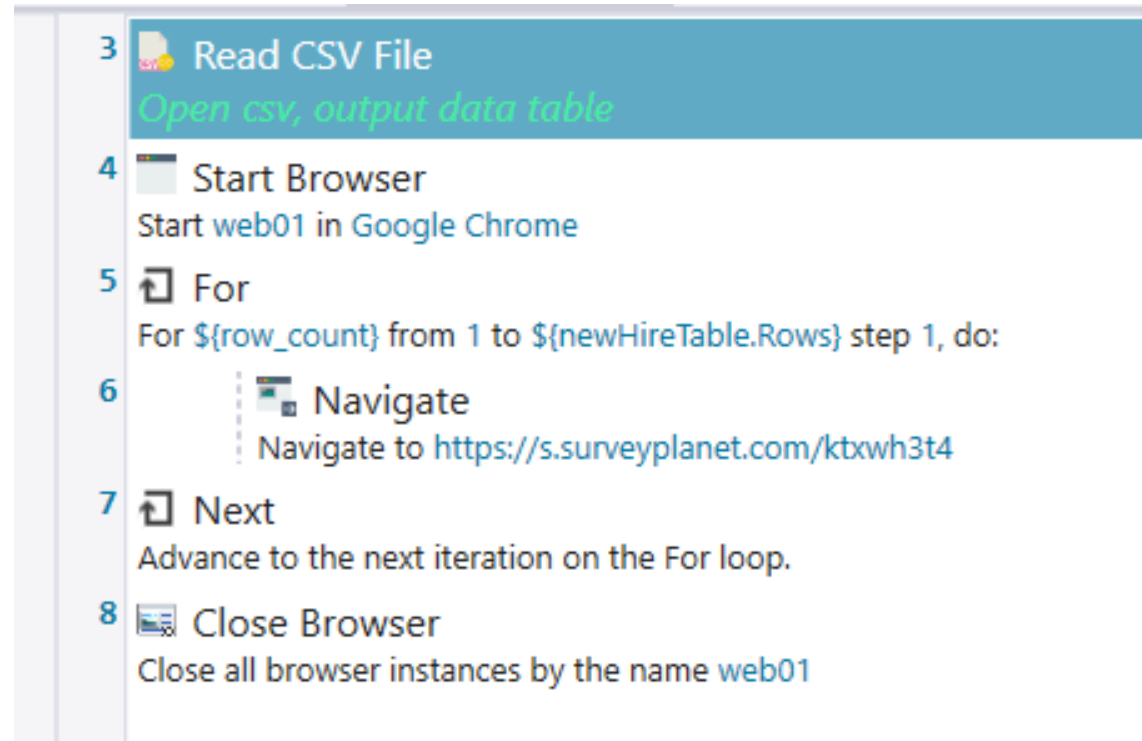 3 Read CSV File
Open csv, output data table
4 Start Browser
Start web01 in Google Chrome
5 For
For ${row_count} from 1 to ${newHireTable.Rows} step 1, do:
6 Navigate
Navigate to https://s.surveyplanet.com/ktxwh3t4
7 Next
Advance to the next iteration on the For loop.
8 Close Browser
Close all browser instances by the name web01